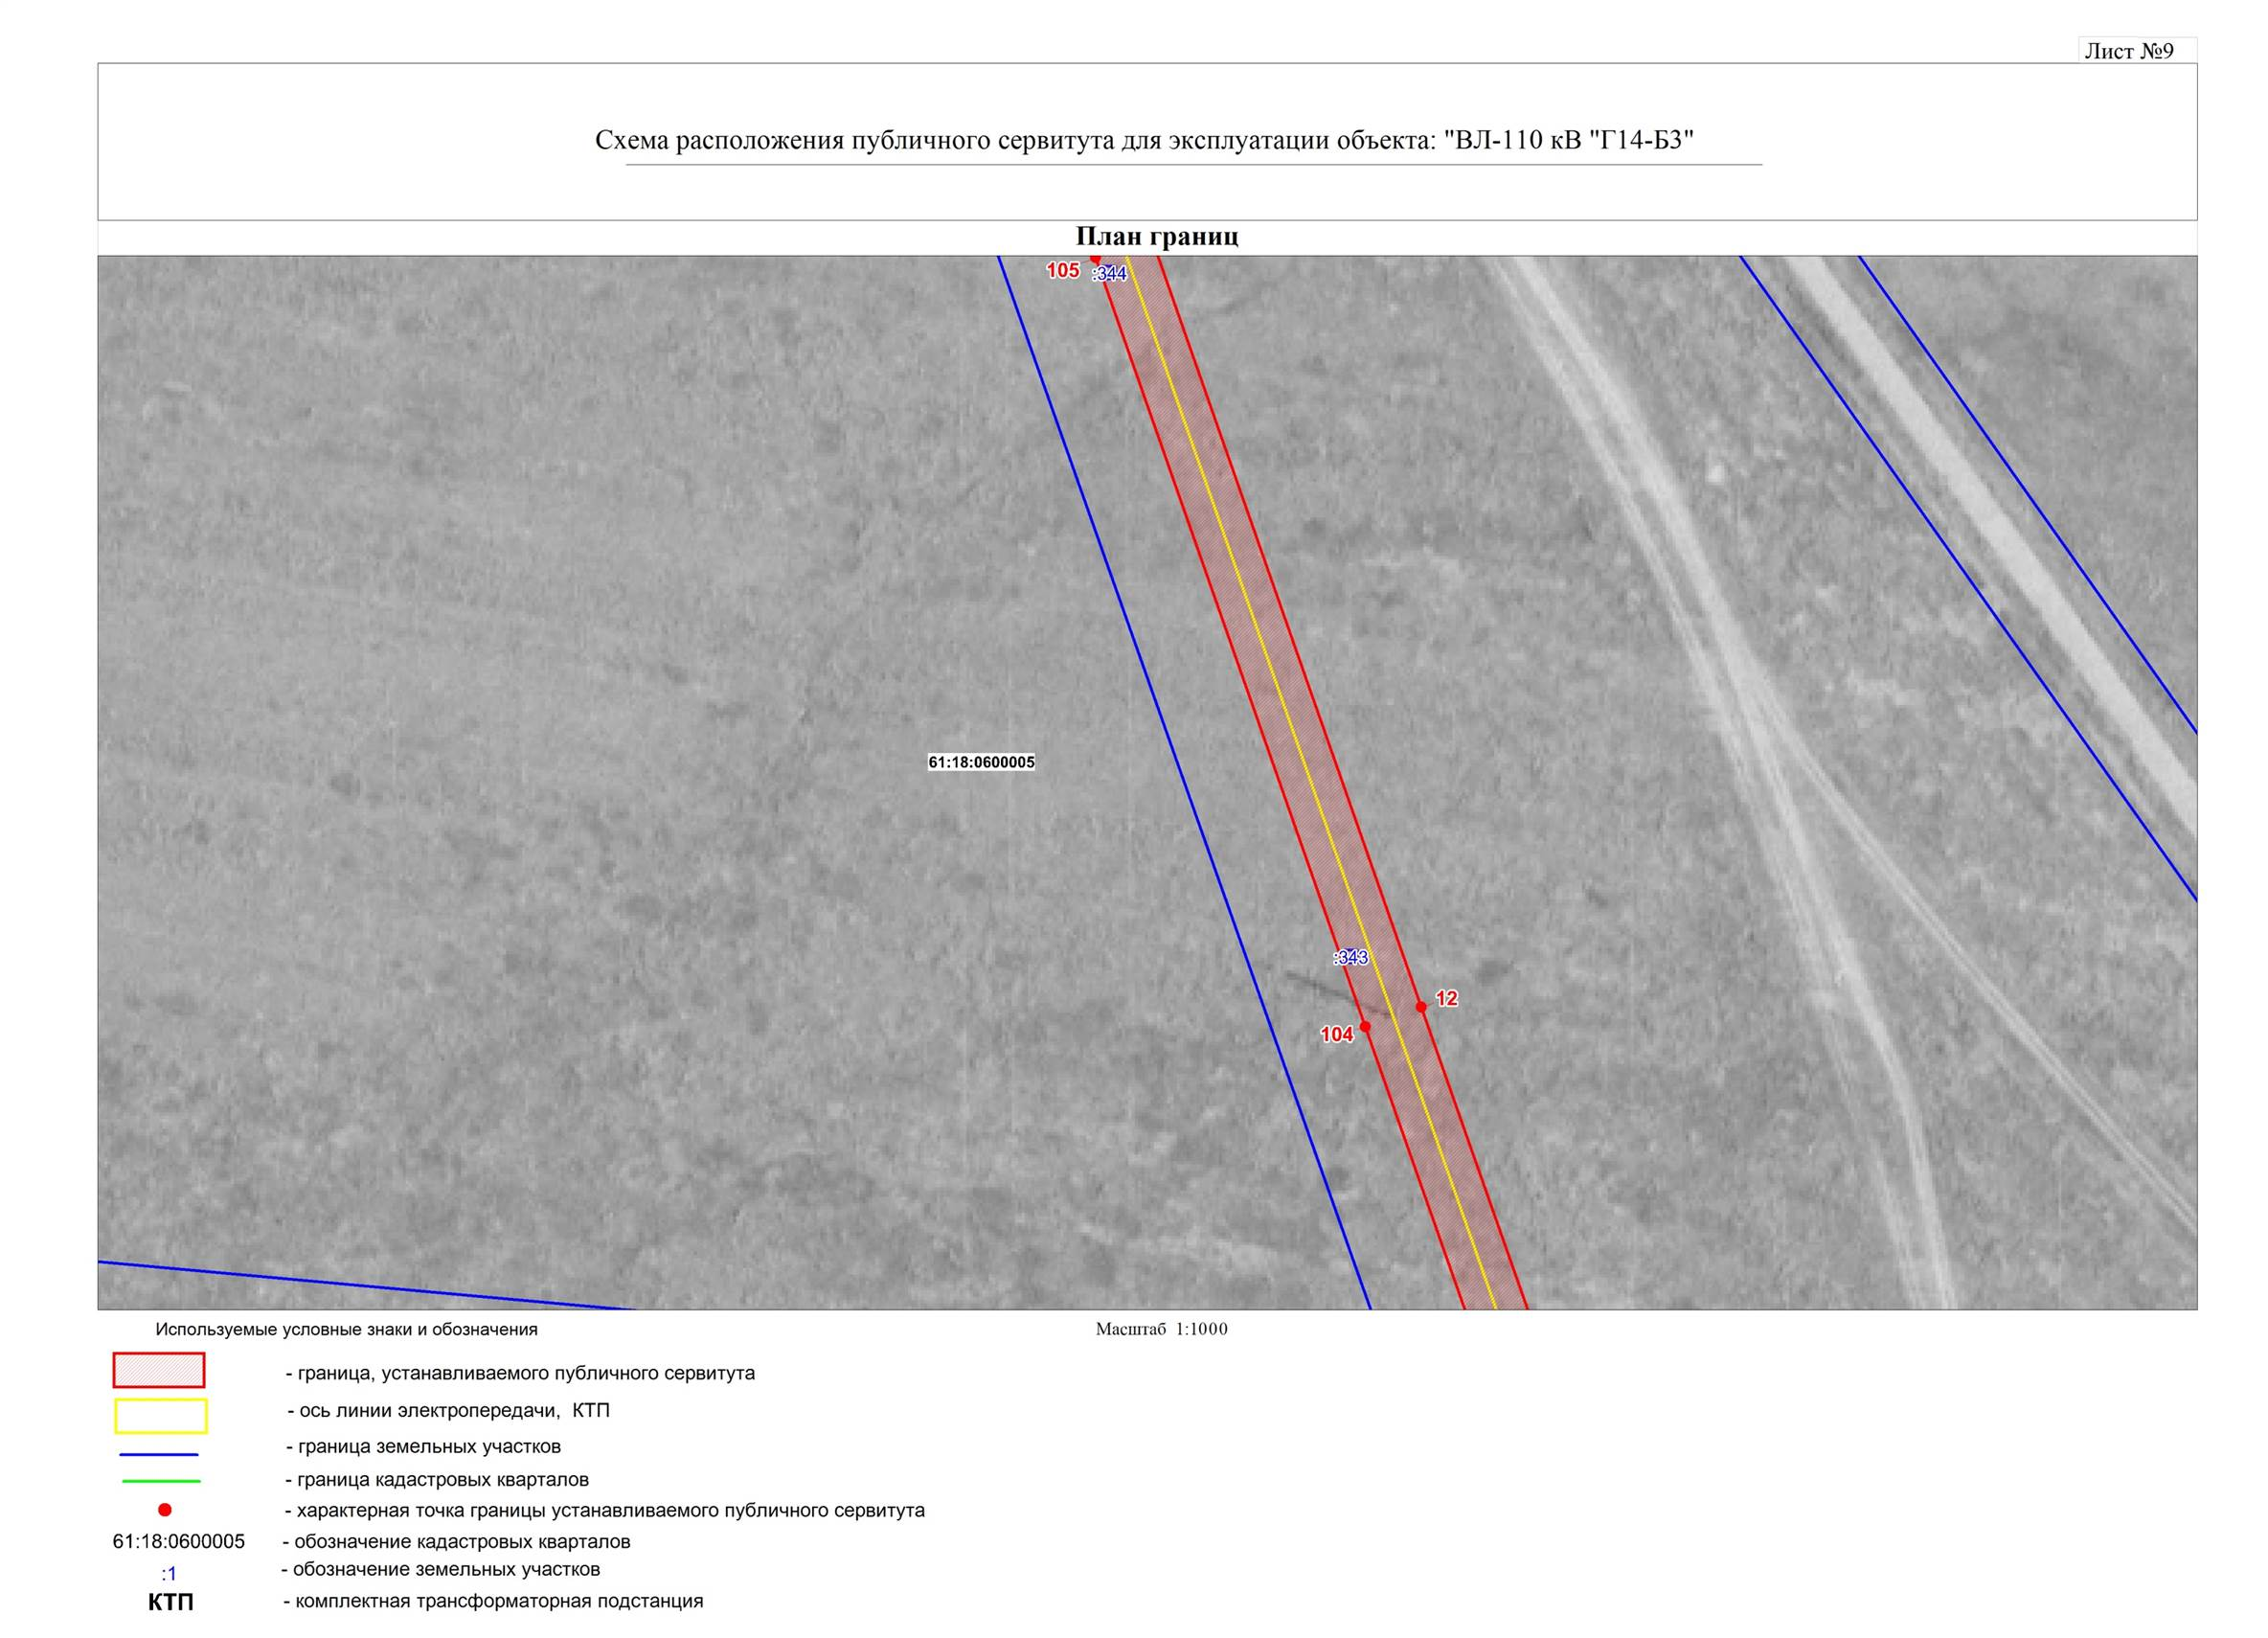 Лист №9
Схема расположения публичного сервитута для эксплуатации объекта: "ВЛ-110 кВ "Г14-Б3"
План границ
105
:344
61:18:0600005
:343
12
104
Используемые условные знаки и обозначения
Масштаб 1:1000
- граница, устанавливаемого публичного сервитута
- ось линии электропередачи, КТП
- граница земельных участков
- граница кадастровых кварталов
- характерная точка границы устанавливаемого публичного сервитута
61:18:0600005 - обозначение кадастровых кварталов
:1 - обозначение земельных участков
КТП - комплектная трансформаторная подстанция